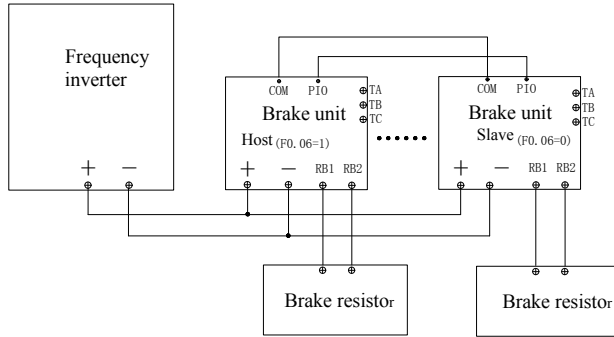 Frequency
inverter
+ −
COM PIO
TA
TB
TC
Brake unit
Host (F0.06=1)
+ − RB1 RB2
COM PIO
TA
TB
TC
Brake unit
Slave (F0.06=0)
+ − RB1 RB2
Brake resistor
Brake resistor